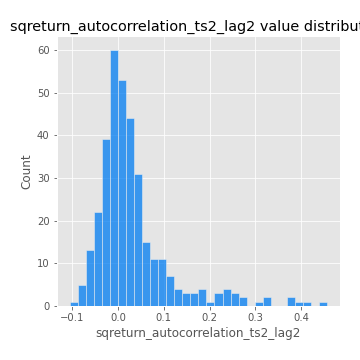 sqreturn_autocorrelation_ts2_lag2 value distribut
60
50
40
30
20
10
0
Count
−0.1 0.0 0.1 0.2 0.3 0.4
sqreturn_autocorrelation_ts2_lag2